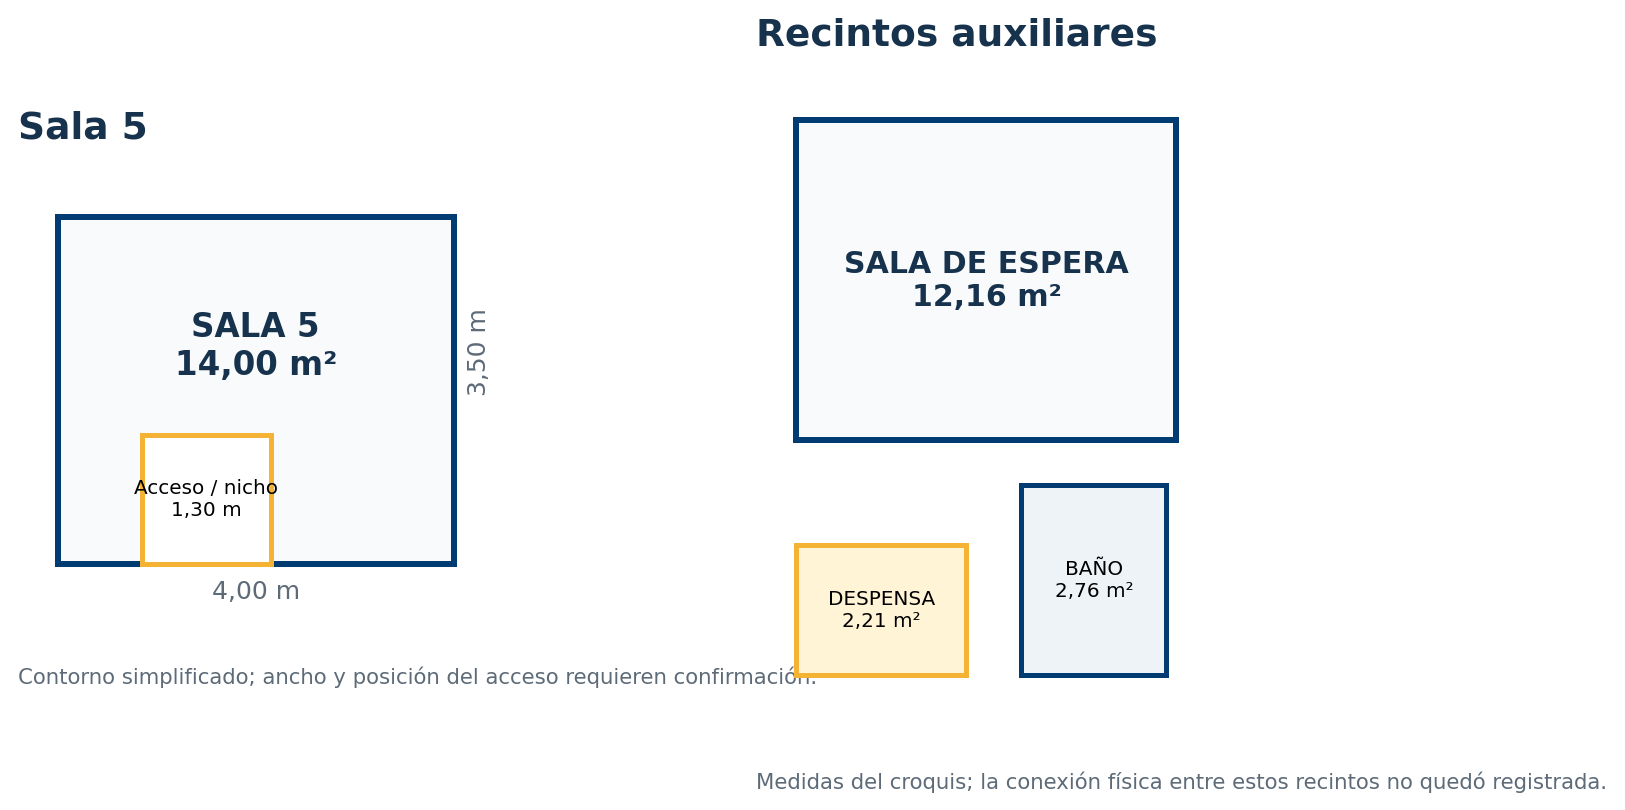 Sala 5
SALA 5
14,00 m²
3,50 m
Acceso / nicho
1,30 m
4,00 m
Contorno simplificado; ancho y posición del acceso requieren confirmación.
Recintos auxiliares
SALA DE ESPERA
12,16 m²
DESPENSA
2,21 m²
BAÑO
2,76 m²
Medidas del croquis; la conexión física entre estos recintos no quedó registrada.